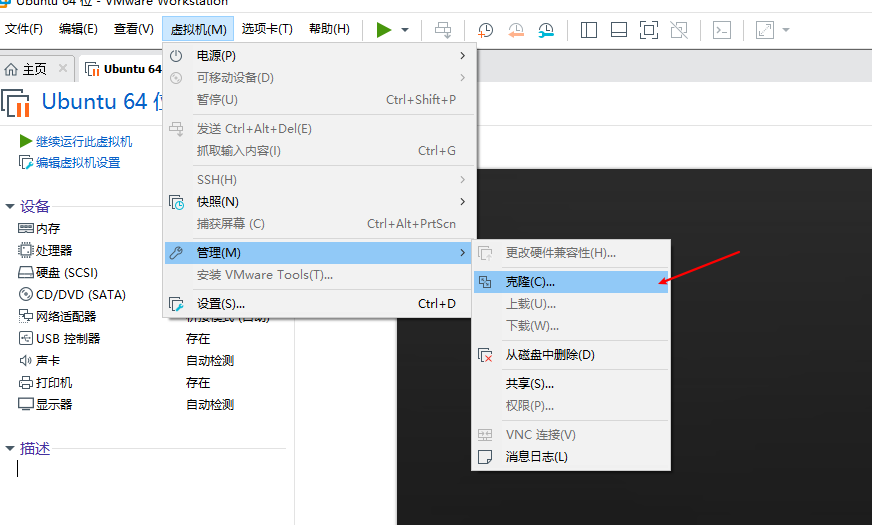 Ubuntu 64 位 - VMware Workstation
文件(F) 编辑(E) 查看(V) 虚拟机(M) 选项卡(T) 帮助(H)
主页 Ubuntu 64
Ubuntu 64 位
继续运行此虚拟机
编辑虚拟机设置
设备
内存
处理器
硬盘 (SCSI)
CD/DVD (SATA)
网络适配器 桥接模式 (自动)
USB 控制器 存在
声卡 自动检测
打印机 存在
显示器 自动检测
描述
电源(P)
可移动设备(D)
暂停(U) Ctrl+Shift+P
发送 Ctrl+Alt+Del(E)
抓取输入内容(I) Ctrl+G
SSH(H)
快照(N)
捕获屏幕 (C) Ctrl+Alt+PrtScn
管理(M)
安装 VMware Tools(T)...
设置(S)... Ctrl+D
更改硬件兼容性(H)...
克隆(C)...
上载(U)...
下载(W)...
从磁盘中删除(D)
共享(S)...
权限(P)...
VNC 连接(V)
消息日志(L)